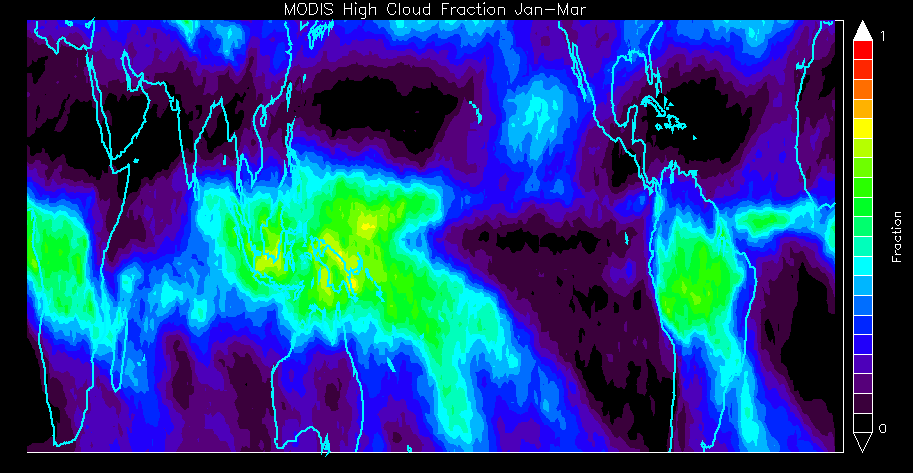 MODIS High Cloud Fraction Jan-Mar
1
Fraction
0